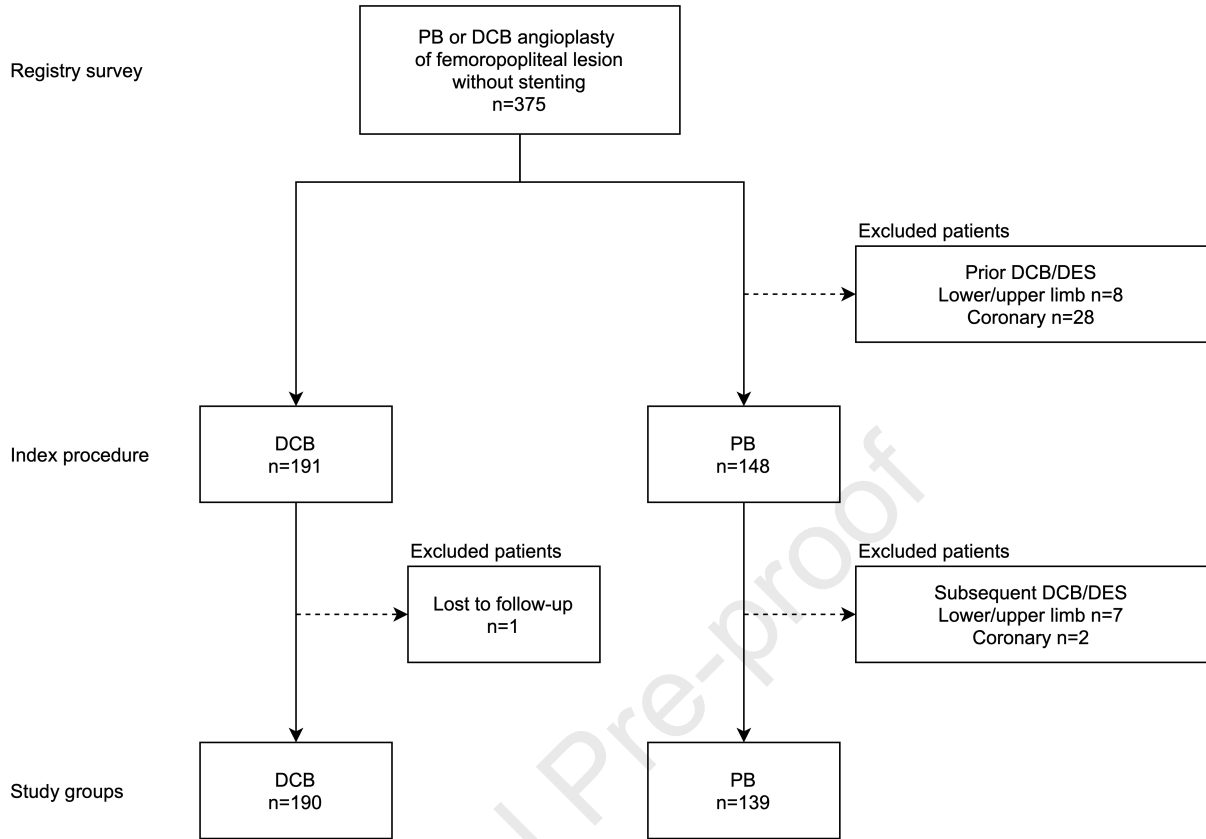 Registry survey
PB or DCB angioplasty
of femoropopliteal lesion
without stenting
n=375
Excluded patients
Prior DCB/DES
Lower/upper limb n=8
Coronary n=28
Index procedure
DCB
n=191
PB
n=148
Excluded patients
Lost to follow-up
n=1
Excluded patients
Subsequent DCB/DES
Lower/upper limb n=7
Coronary n=2
Study groups
DCB
n=190
PB
n=139
Pre-proof